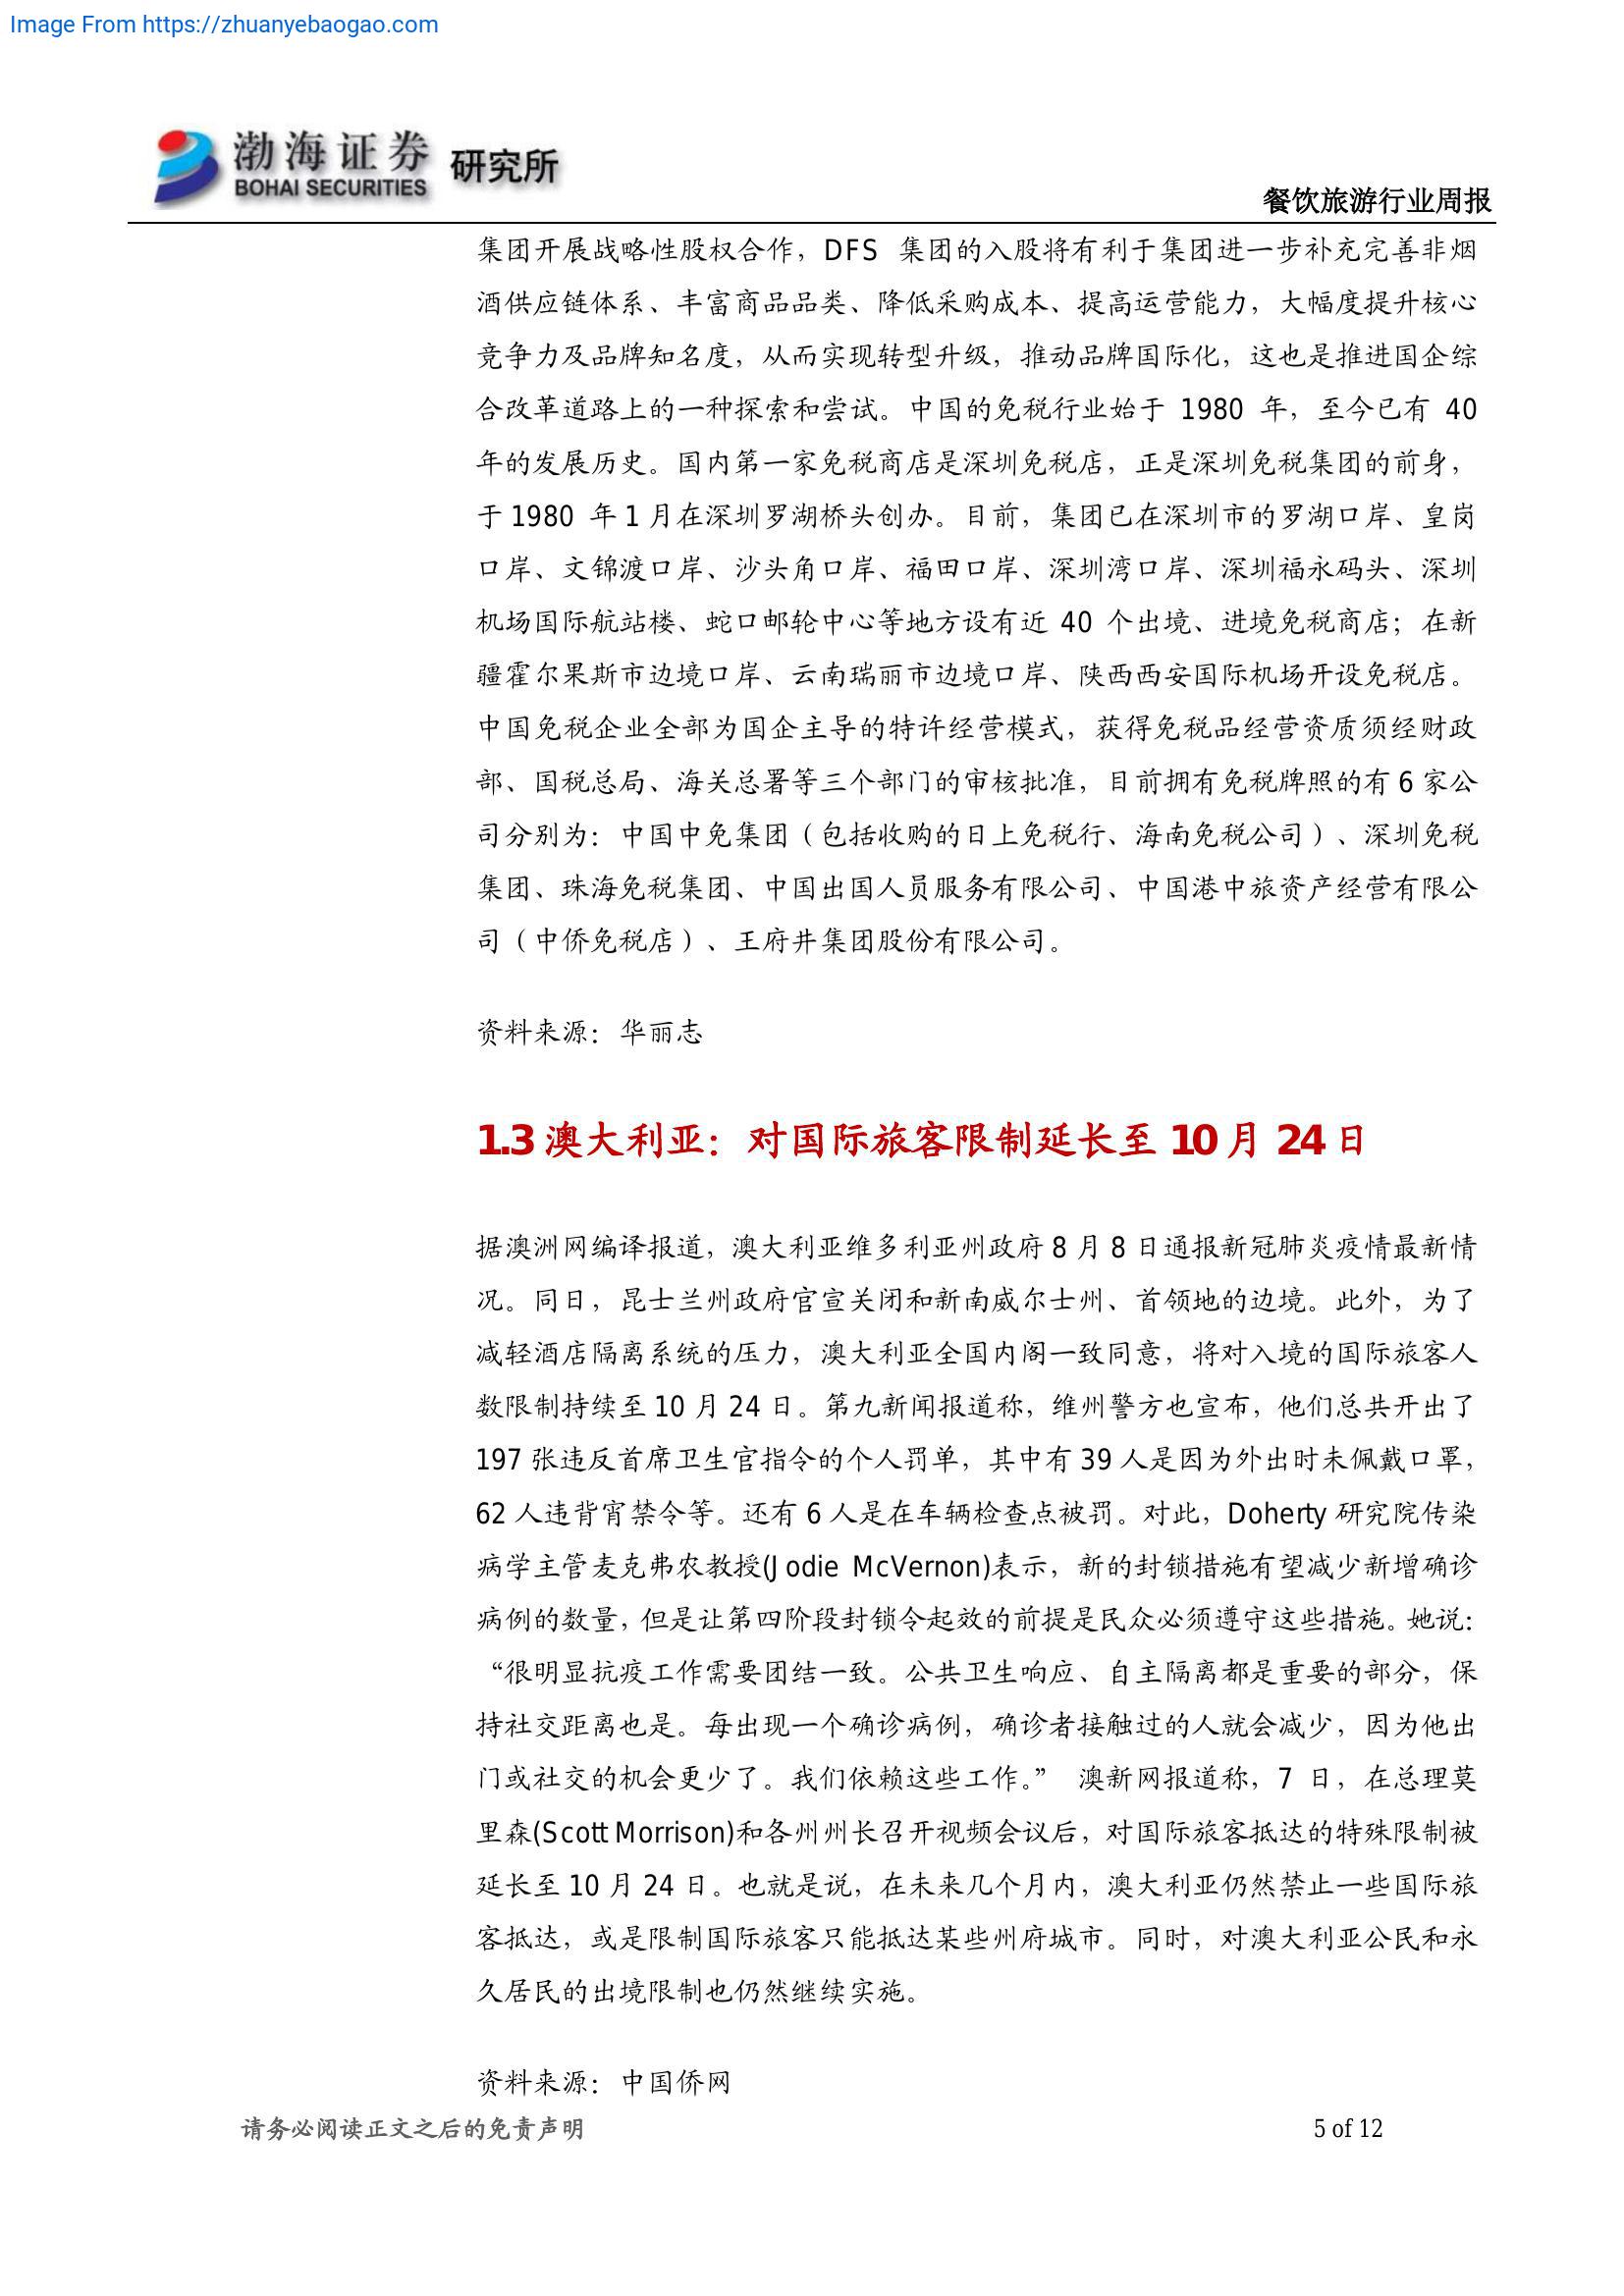 Image From https://zhuanyebaogao.com
渤海证券 研究所
BOHAI SECURITIES
餐饮旅游行业周报
集团开展战略性股权合作，DFS 集团的入股将有利于集团进一步补充完善非烟
酒供应链体系、丰富商品品类、降低采购成本、提高运营能力，大幅度提升核心
竞争力及品牌知名度，从而实现转型升级，推动品牌国际化，这也是推进国企综
合改革道路上的一种探索和尝试。中国的免税行业始于 1980 年，至今已有 40
年的发展历史。国内第一家免税商店是深圳免税店，正是深圳免税集团的前身，
于 1980 年 1 月在深圳罗湖桥头创办。目前，集团已在深圳市的罗湖口岸、皇岗
口岸、文锦渡口岸、沙头角口岸、福田口岸、深圳湾口岸、深圳福永码头、深圳
机场国际航站楼、蛇口邮轮中心等地方设有近 40 个出境、进境免税商店；在新
疆霍尔果斯市边境口岸、云南瑞丽市边境口岸、陕西西安国际机场开设免税店。
中国免税企业全部为国企主导的特许经营模式，获得免税品经营资质须经财政
部、国税总局、海关总署等三个部门的审核批准，目前拥有免税牌照的有 6 家公
司分别为：中国中免集团（包括收购的日上免税行、海南免税公司）、深圳免税
集团、珠海免税集团、中国出国人员服务有限公司、中国港中旅资产经营有限公
司（中侨免税店）、王府井集团股份有限公司。
资料来源：华丽志
1.3 澳大利亚：对国际旅客限制延长至 10 月 24 日
据澳洲网编译报道，澳大利亚维多利亚州政府 8 月 8 日通报新冠肺炎疫情最新情
况。同日，昆士兰州政府官宣关闭和新南威尔士州、首领地的边境。此外，为了
减轻酒店隔离系统的压力，澳大利亚全国内阁一致同意，将对入境的国际旅客人
数限制持续至 10 月 24 日。第九新闻报道称，维州警方也宣布，他们总共开出了
197 张违反首席卫生官指令的个人罚单，其中有 39 人是因为外出时未佩戴口罩，
62 人违背宵禁令等。还有 6 人是在车辆检查点被罚。对此，Doherty 研究院传染
病学主管麦克弗农教授(Jodie McVernon)表示，新的封锁措施有望减少新增确诊
病例的数量，但是让第四阶段封锁令起效的前提是民众必须遵守这些措施。她说：
“很明显抗疫工作需要团结一致。公共卫生响应、自主隔离都是重要的部分，保
持社交距离也是。每出现一个确诊病例，确诊者接触过的人就会减少，因为他出
门或社交的机会更少了。我们依赖这些工作。” 澳新网报道称，7 日，在总理莫
里森(Scott Morrison)和各州州长召开视频会议后，对国际旅客抵达的特殊限制被
延长至 10 月 24 日。也就是说，在未来几个月内，澳大利亚仍然禁止一些国际旅
客抵达，或是限制国际旅客只能抵达某些州府城市。同时，对澳大利亚公民和永
久居民的出境限制也仍然继续实施。
资料来源：中国侨网
请务必阅读正文之后的免责声明 5 of 12